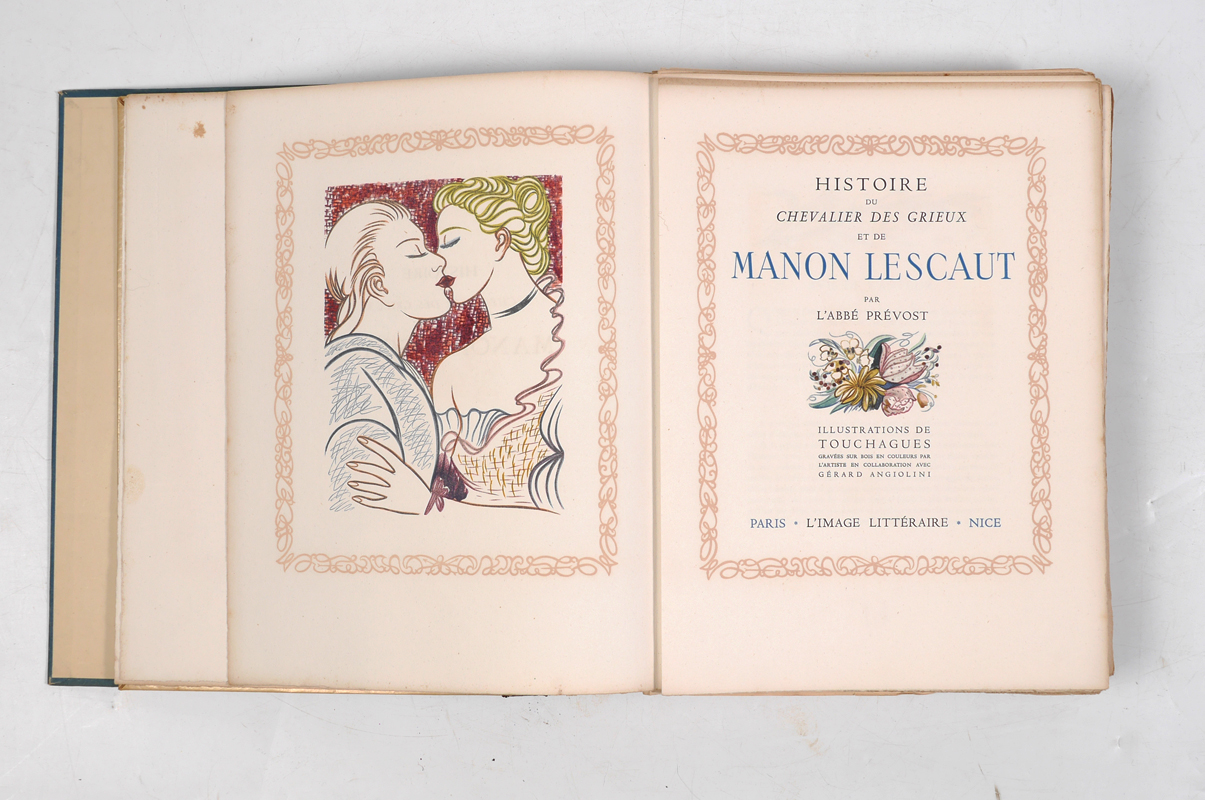 HISTOIRE
DU
CHEVALIER DES GRIEUX
ET DE
MANON LESCAUT
PAR
L'ABBÉ PRÉVOST
ILLUSTRATIONS DE
TOUCHAGUES
GRAVÉES SUR BOIS EN COULEURS PAR
L'ARTISTE EN COLLABORATION AVEC
GÉRARD ANGIOLINI
PARIS * L'IMAGE LITTÉRAIRE * NICE